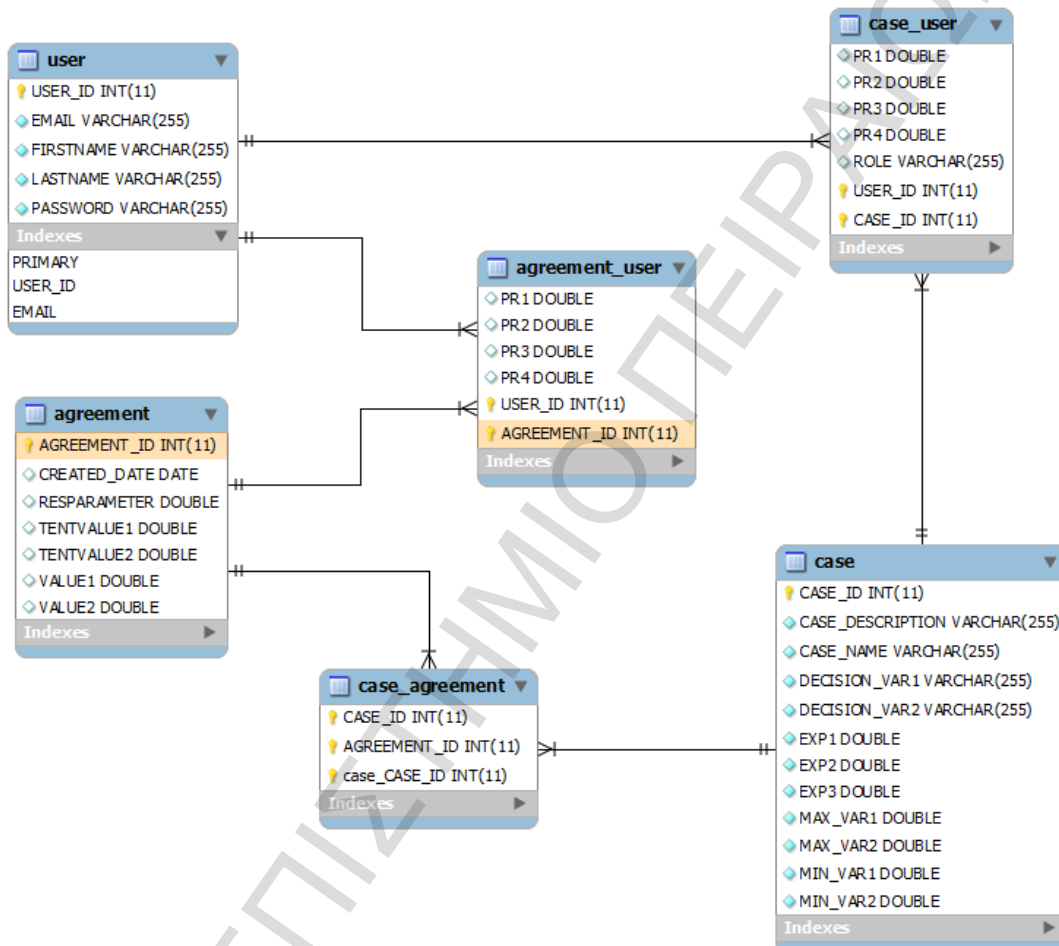 user
USER_ID INT(11)
EMAIL VARCHAR(255)
FIRSTNAME VARCHAR(255)
LASTNAME VARCHAR(255)
PASSWORD VARCHAR(255)
Indexes
PRIMARY
USER_ID
EMAIL
case_user
PR1 DOUBLE
PR2 DOUBLE
PR3 DOUBLE
PR4 DOUBLE
ROLE VARCHAR(255)
USER_ID INT(11)
CASE_ID INT(11)
Indexes
agreement_user
PR1 DOUBLE
PR2 DOUBLE
PR3 DOUBLE
PR4 DOUBLE
USER_ID INT(11)
AGREEMENT_ID INT(11)
Indexes
agreement
AGREEMENT_ID INT(11)
CREATED_DATE DATE
RESPARAMETER DOUBLE
TENTVALUE1 DOUBLE
TENTVALUE2 DOUBLE
VALUE1 DOUBLE
VALUE2 DOUBLE
Indexes
case_agreement
CASE_ID INT(11)
AGREEMENT_ID INT(11)
case_CASE_ID INT(11)
Indexes
case
CASE_ID INT(11)
CASE_DESCRIPTION VARCHAR(255)
CASE_NAME VARCHAR(255)
DECISION_VAR1 VARCHAR(255)
DECISION_VAR2 VARCHAR(255)
EXP1 DOUBLE
EXP2 DOUBLE
EXP3 DOUBLE
MAX_VAR1 DOUBLE
MAX_VAR2 DOUBLE
MIN_VAR1 DOUBLE
MIN_VAR2 DOUBLE
Indexes